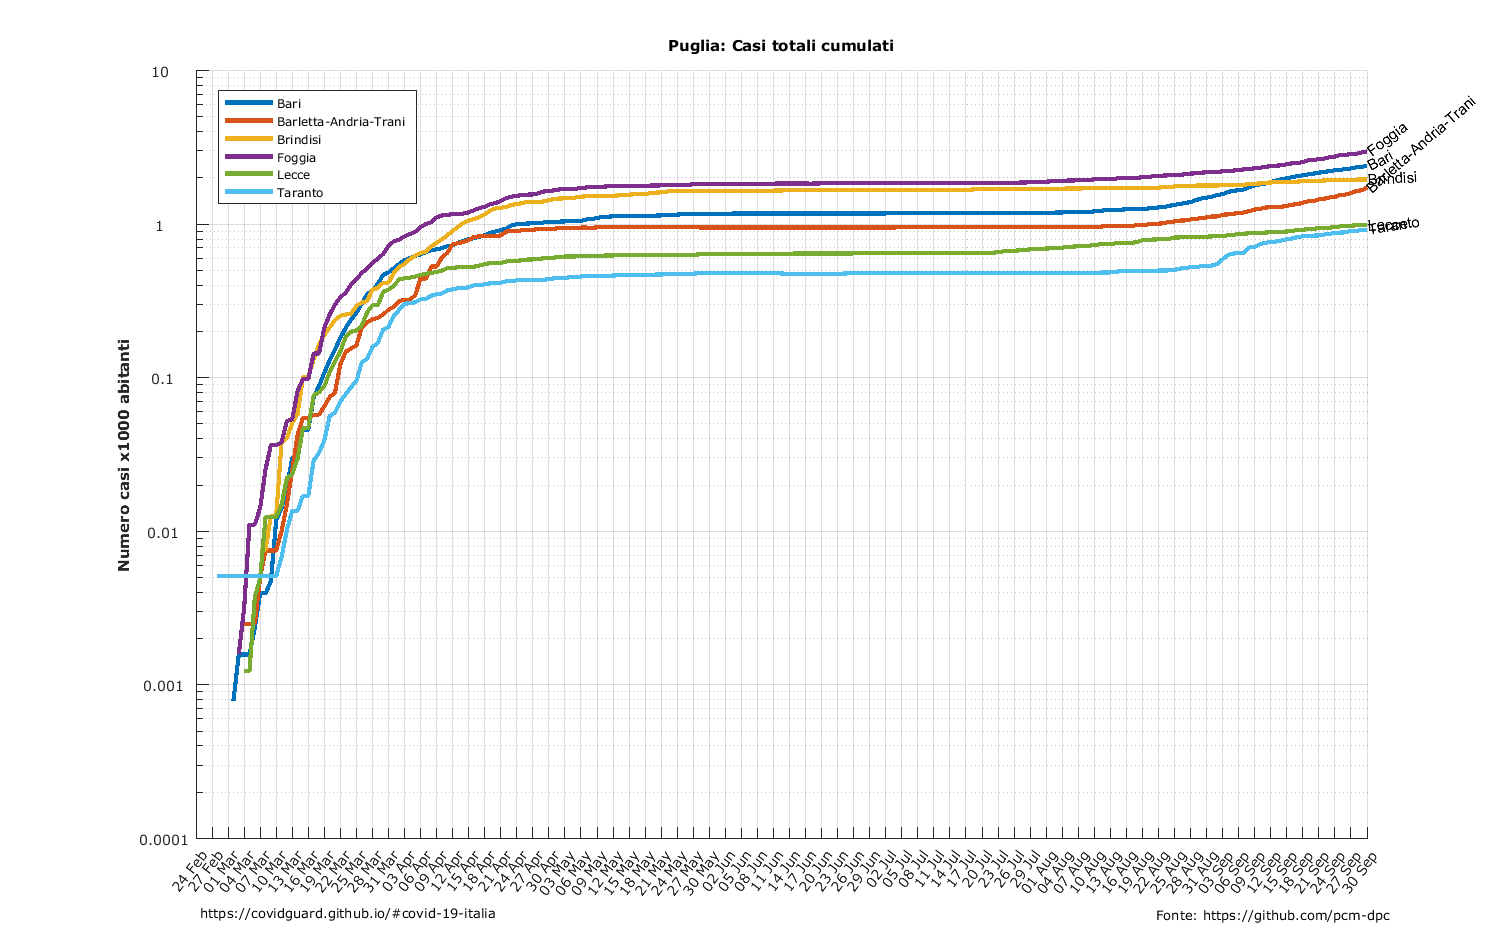 Puglia: Casi totali cumulati
Numero casi x1000 abitanti
10
1
0.1
0.01
0.001
0.0001
Bari
Barletta-Andria-Trani
Brindisi
Foggia
Lecce
Taranto
Foggia
Bari
Barletta-Andria-Trani
Brindisi
Lecce
Taranto
24 Feb
27 Feb
01 Mar
04 Mar
07 Mar
10 Mar
13 Mar
16 Mar
19 Mar
22 Mar
25 Mar
28 Mar
31 Mar
03 Apr
06 Apr
09 Apr
12 Apr
15 Apr
18 Apr
21 Apr
24 Apr
27 Apr
30 Apr
03 May
06 May
09 May
12 May
15 May
18 May
21 May
24 May
27 May
30 May
02 Jun
05 Jun
08 Jun
11 Jun
14 Jun
17 Jun
20 Jun
23 Jun
26 Jun
29 Jun
02 Jul
05 Jul
08 Jul
11 Jul
14 Jul
17 Jul
20 Jul
23 Jul
26 Jul
29 Jul
01 Aug
04 Aug
07 Aug
10 Aug
13 Aug
16 Aug
19 Aug
22 Aug
25 Aug
28 Aug
31 Aug
03 Sep
06 Sep
09 Sep
12 Sep
15 Sep
18 Sep
21 Sep
24 Sep
27 Sep
30 Sep
https://covidguard.github.io/#covid-19-italia
Fonte: https://github.com/pcm-dpc